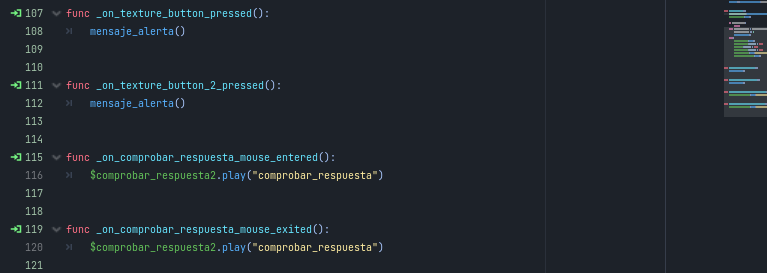 107 func _on_texture_button_pressed():
108 mensaje_alerta()
109
110
111 func _on_texture_button_2_pressed():
112 mensaje_alerta()
113
114
115 func _on_comprobar_respuesta_mouse_entered():
116 $comprobar_respuesta2.play("comprobar_respuesta")
117
118
119 func _on_comprobar_respuesta_mouse_exited():
120 $comprobar_respuesta2.play("comprobar_respuesta")
121